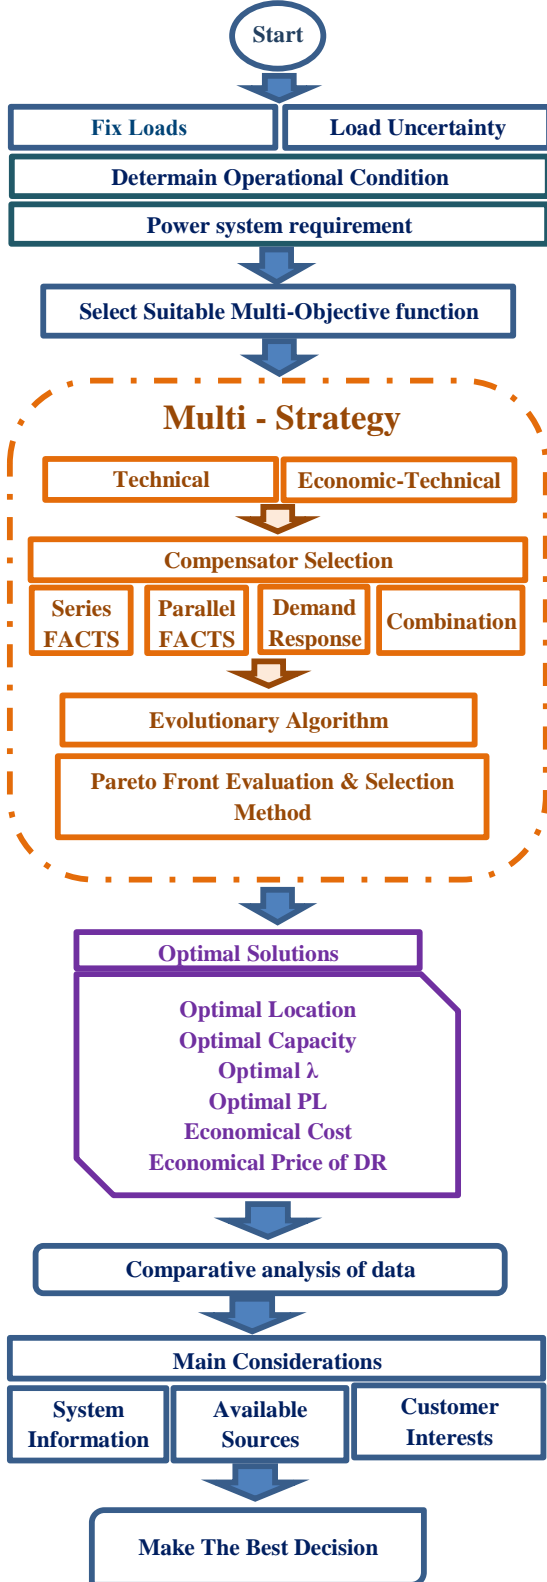 Start
Fix Loads
Load Uncertainty
Determain Operational Condition
Power system requirement
Select Suitable Multi-Objective function
Multi - Strategy
Technical
Economic-Technical
Compensator Selection
Series
FACTS
Parallel
FACTS
Demand
Response
Combination
Evolutionary Algorithm
Pareto Front Evaluation & Selection
Method
Optimal Solutions
Optimal Location
Optimal Capacity
Optimal λ
Optimal PL
Economical Cost
Economical Price of DR
Comparative analysis of data
Main Considerations
System
Information
Available
Sources
Customer
Interests
Make The Best Decision